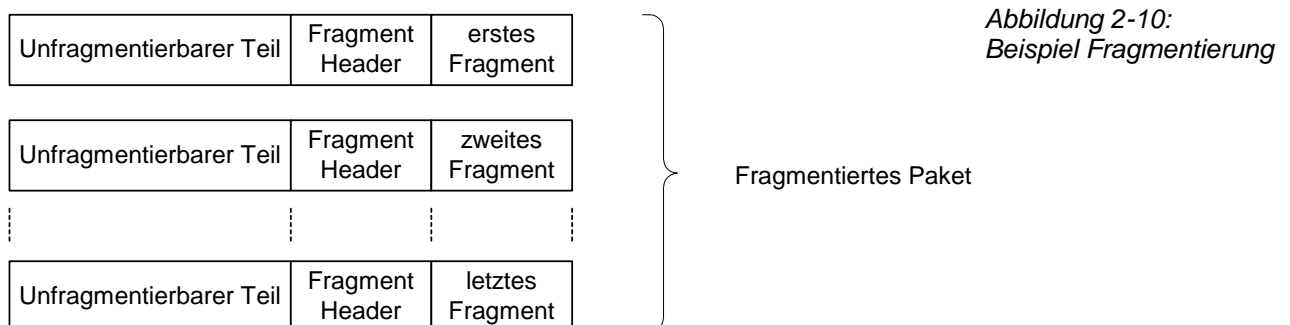 Abbildung 2-10:
Beispiel Fragmentierung
Unfragmentierbarer Teil
Fragment
Header
erstes
Fragment
Unfragmentierbarer Teil
Fragment
Header
zweites
Fragment
Fragmentiertes Paket
Unfragmentierbarer Teil
Fragment
Header
letztes
Fragment